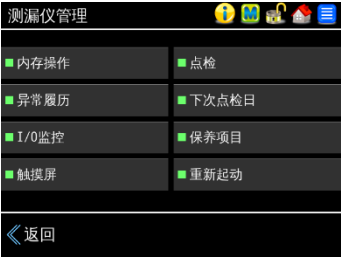 测漏仪管理
M
内存操作
点检
异常履历
下次点检日
I/O监控
保养项目
触摸屏
重新起动
返回